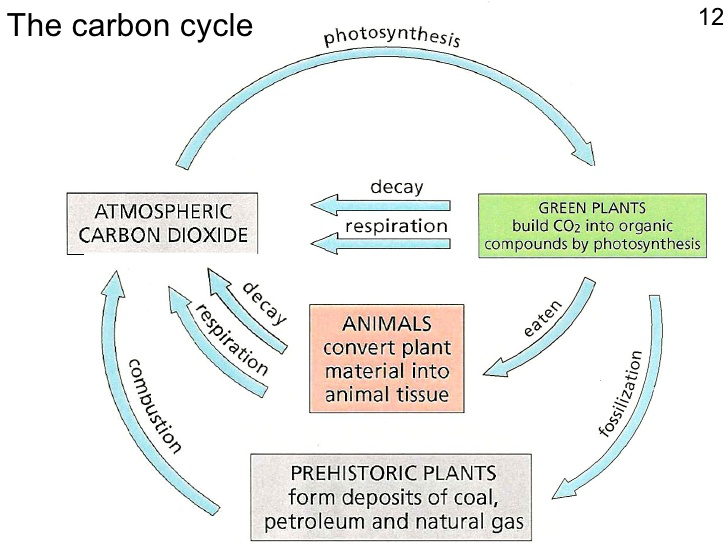 The carbon cycle
12
photosynthesis
ATMOSPHERIC
CARBON DIOXIDE
decay
respiration
GREEN PLANTS
build CO₂ into organic
compounds by photosynthesis
decay
respiration
combustion
ANIMALS
convert plant
material into
animal tissue
eaten
fossilization
PREHISTORIC PLANTS
form deposits of coal,
petroleum and natural gas